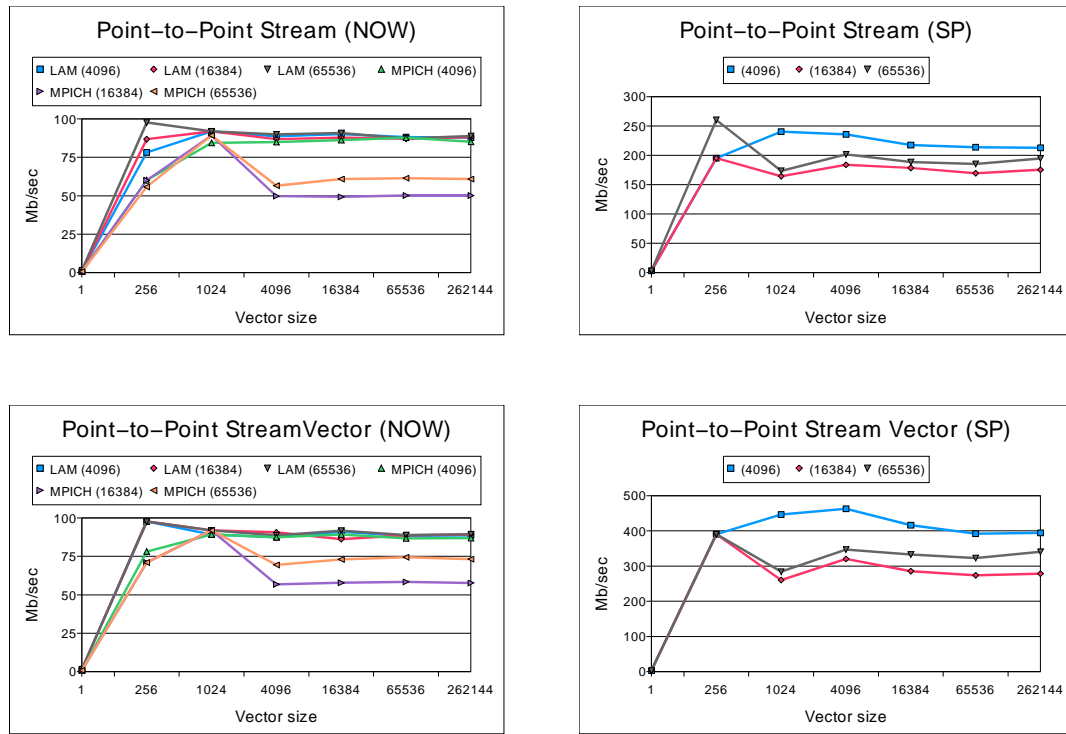 Point−to−Point Stream (NOW)
LAM (4096) LAM (16384) LAM (65536) MPICH (4096)
MPICH (16384) MPICH (65536)
100
75
50
25
0
Mb/sec
1 256 1024 4096 16384 65536 262144
Vector size
Point−to−Point Stream (SP)
(4096) (16384) (65536)
300
250
200
150
100
50
0
Mb/sec
1 256 1024 4096 16384 65536 262144
Vector size
Point−to−Point StreamVector (NOW)
LAM (4096) LAM (16384) LAM (65536) MPICH (4096)
MPICH (16384) MPICH (65536)
100
75
50
25
0
Mb/sec
1 256 1024 4096 16384 65536 262144
Vector size
Point−to−Point Stream Vector (SP)
(4096) (16384) (65536)
500
400
300
200
100
0
Mb/sec
1 256 1024 4096 16384 65536 262144
Vector size